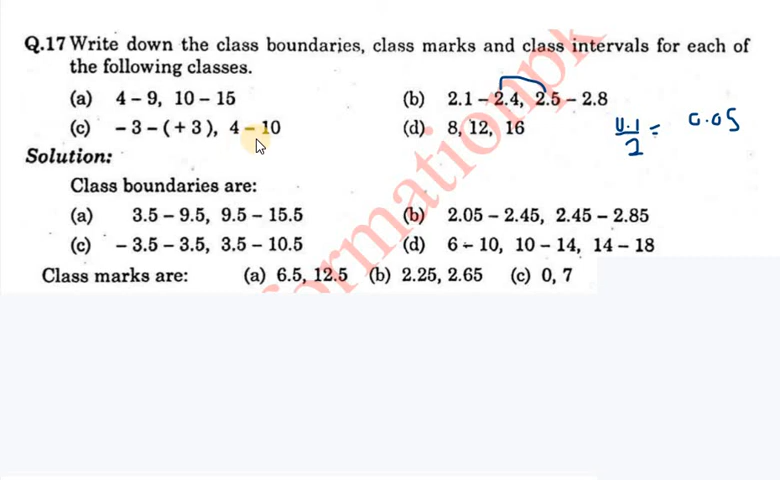 Q.17 Write down the class boundaries, class marks and class intervals for each of
the following classes.
(a) 4 – 9, 10 – 15 (b) 2.1 – 2.4, 2.5 – 2.8
(c) – 3 – ( + 3 ), 4 – 10 (d) 8, 12, 16
0.1/2 = 0.05
Solution:
Class boundaries are:
(a) 3.5 – 9.5, 9.5 – 15.5 (b) 2.05 – 2.45, 2.45 – 2.85
(c) – 3.5 – 3.5, 3.5 – 10.5 (d) 6 – 10, 10 – 14, 14 – 18
Class marks are: (a) 6.5, 12.5 (b) 2.25, 2.65 (c) 0, 7
formationpk